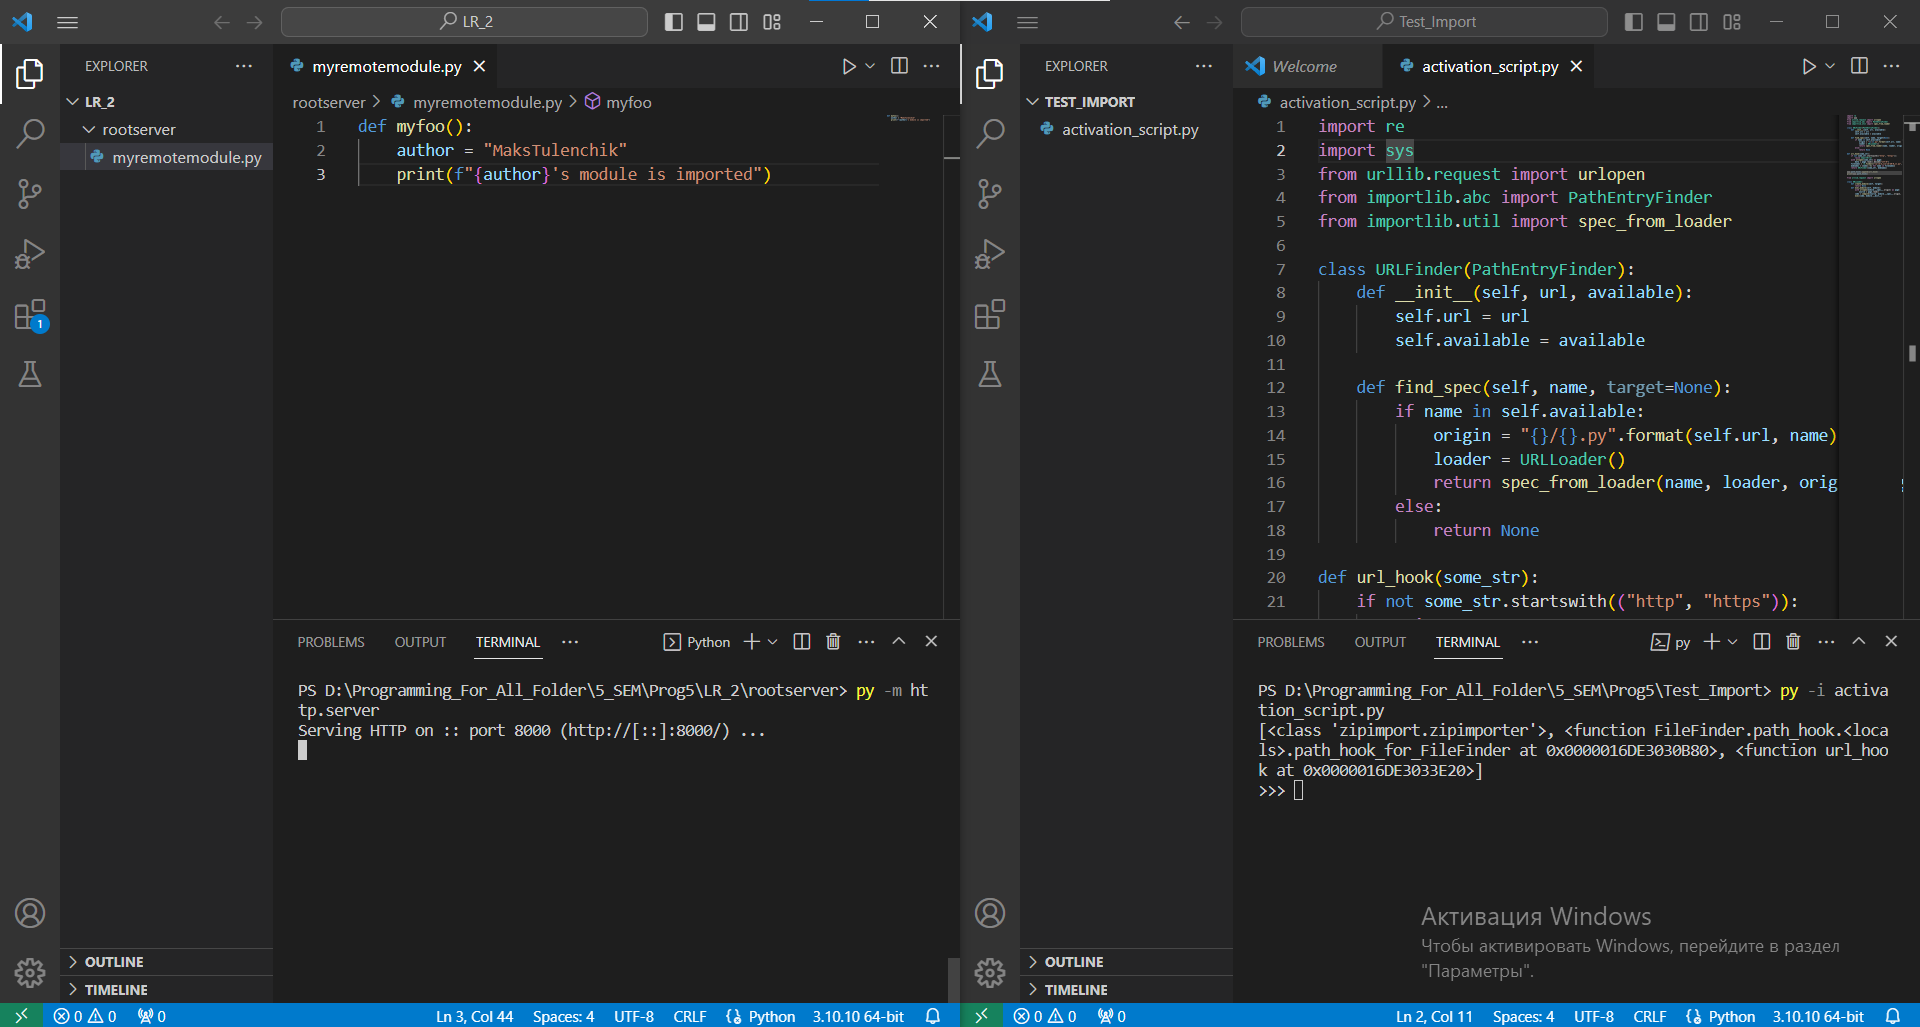 LR_2
EXPLORER
LR_2
rootserver
myremotemodule.py
1
OUTLINE
TIMELINE
myremotemodule.py
rootserver > myremotemodule.py > myfoo
1 def myfoo():
2 author = "MaksTulenchik"
3 print(f"{author}'s module is imported")
PROBLEMS OUTPUT TERMINAL Python
PS D:\Programming_For_All_Folder\5_SEM\Prog5\LR_2\rootserver> py -m ht
tp.server
Serving HTTP on :: port 8000 (http://[::]:8000/) ...
0 0 0 Ln 3, Col 44 Spaces: 4 UTF-8 CRLF Python 3.10.10 64-bit
Test_Import
EXPLORER
TEST_IMPORT
activation_script.py
OUTLINE
TIMELINE
Welcome activation_script.py
activation_script.py > ...
1 import re
2 import sys
3 from urllib.request import urlopen
4 from importlib.abc import PathEntryFinder
5 from importlib.util import spec_from_loader
6
7 class URLFinder(PathEntryFinder):
8 def __init__(self, url, available):
9 self.url = url
10 self.available = available
11
12 def find_spec(self, name, target=None):
13 if name in self.available:
14 origin = "{}/{}.py".format(self.url, name)
15 loader = URLLoader()
16 return spec_from_loader(name, loader, orig
17 else:
18 return None
19
20 def url_hook(some_str):
21 if not some_str.startswith(("http", "https")):
PROBLEMS OUTPUT TERMINAL py
PS D:\Programming_For_All_Folder\5_SEM\Prog5\Test_Import> py -i activa
tion_script.py
[<class 'zipimport.zipimporter'>, <function FileFinder.path_hook.<loca
ls>.path_hook_for_FileFinder at 0x0000016DE3030B80>, <function url_hoo
k at 0x0000016DE3033E20>]
>>>
Активация Windows
Чтобы активировать Windows, перейдите в раздел
"Параметры".
0 0 0 Ln 2, Col 11 Spaces: 4 UTF-8 CRLF Python 3.10.10 64-bit